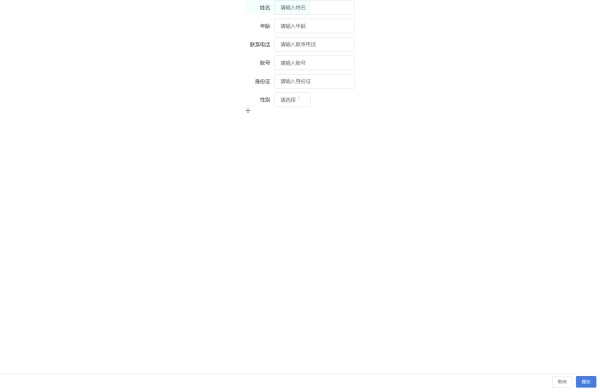 姓名 请输入姓名
年龄 请输入年龄
联系电话 请输入联系电话
账号 请输入账号
身份证 请输入身份证
性别 请选择
取消 提交